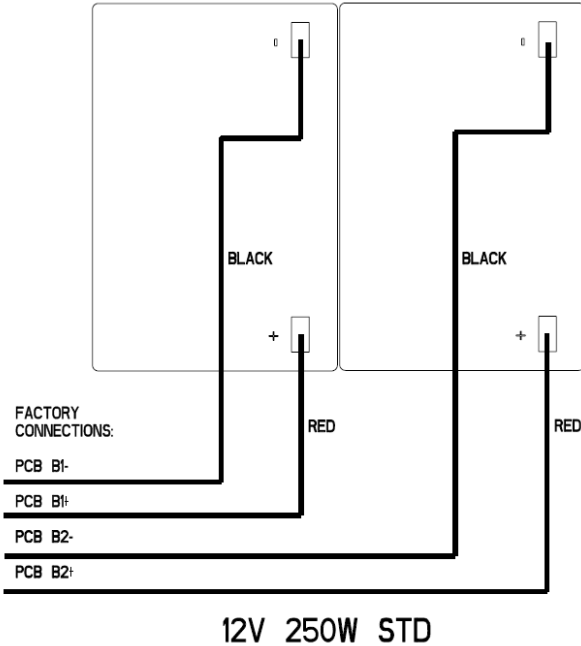 -
-
BLACK
BLACK
+
+
FACTORY
CONNECTIONS:
RED
RED
PCB B1-
PCB B1+
PCB B2-
PCB B2+
12V 250W STD